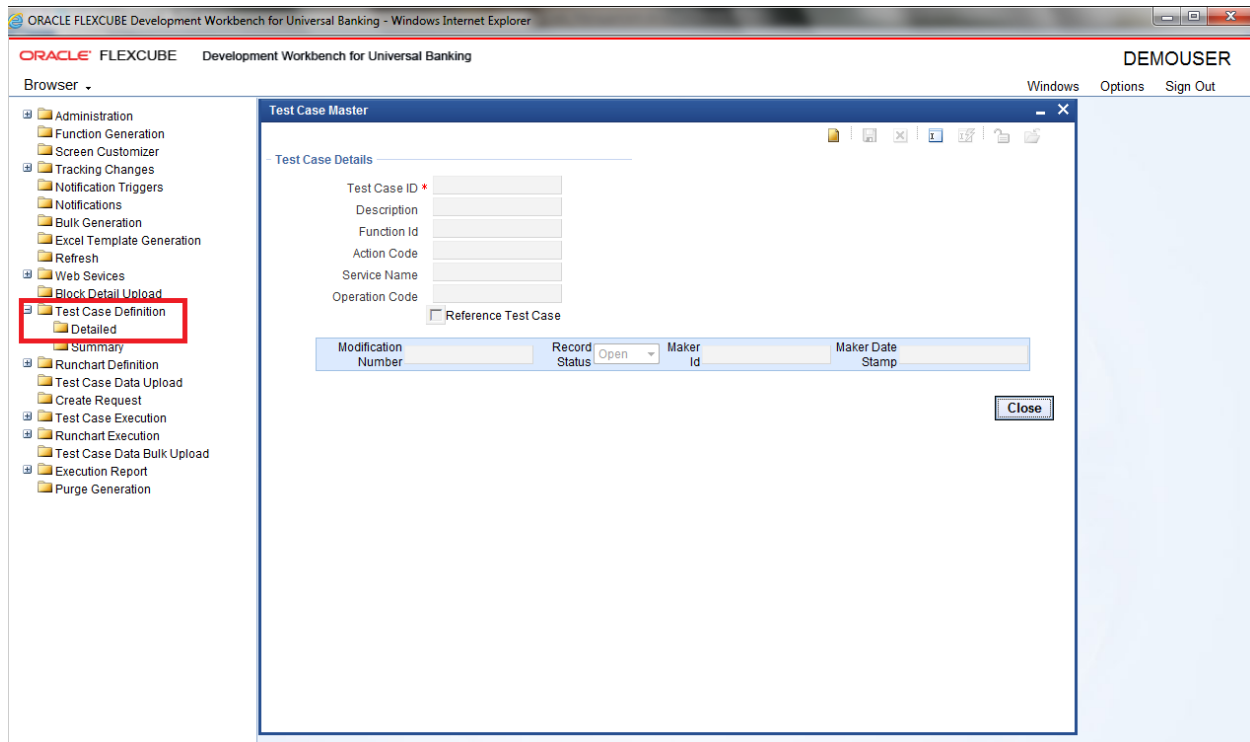 ORACLE FLEXCUBE Development Workbench for Universal Banking - Windows Internet Explorer
ORACLE FLEXCUBE Development Workbench for Universal Banking
DEMOUSER
Browser
Windows Options Sign Out
Administration
Function Generation
Screen Customizer
Tracking Changes
Notification Triggers
Notifications
Bulk Generation
Excel Template Generation
Refresh
Web Sevices
Block Detail Upload
Test Case Definition
Detailed
Summary
Runchart Definition
Test Case Data Upload
Create Request
Test Case Execution
Runchart Execution
Test Case Data Bulk Upload
Execution Report
Purge Generation
Test Case Master
Test Case Details
Test Case ID *
Description
Function Id
Action Code
Service Name
Operation Code
Reference Test Case
Modification Number
Record Status Open
Maker Id
Maker Date Stamp
Close